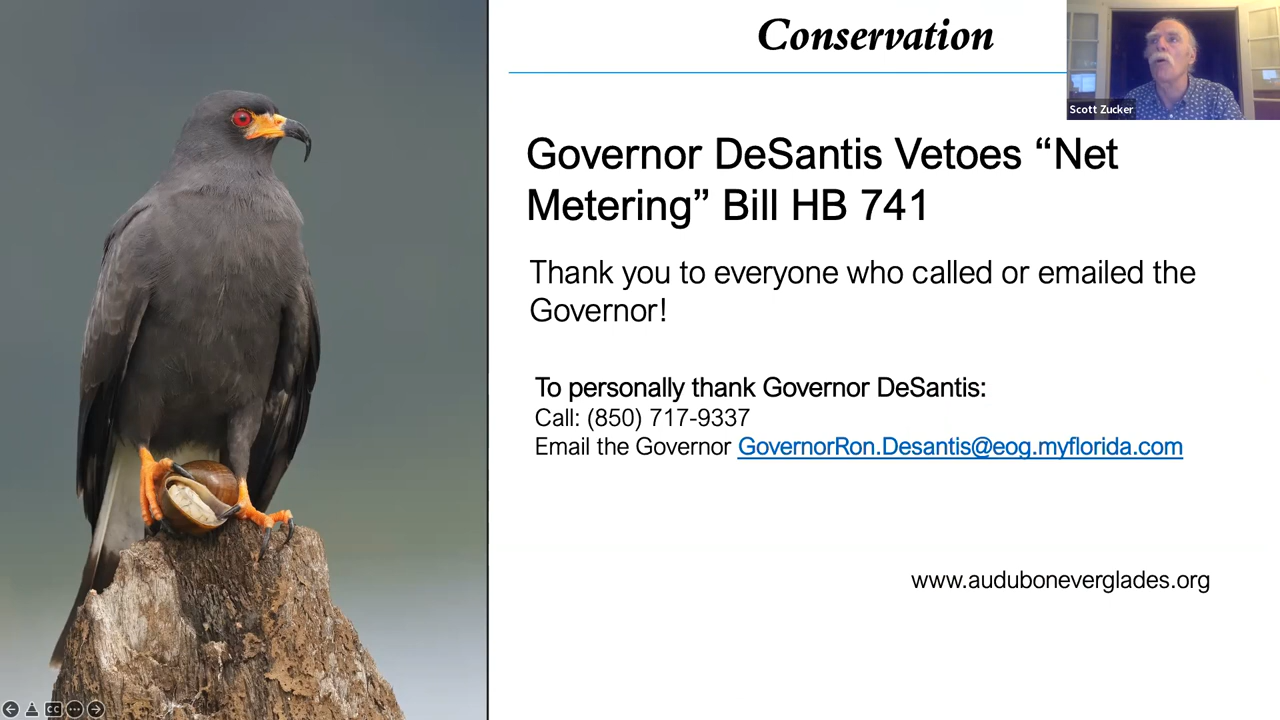 Conservation
Scott Zucker
Governor DeSantis Vetoes “Net
Metering” Bill HB 741
Thank you to everyone who called or emailed the
Governor!
To personally thank Governor DeSantis:
Call: (850) 717-9337
Email the Governor GovernorRon.Desantis@eog.myflorida.com
www.auduboneverglades.org
CC